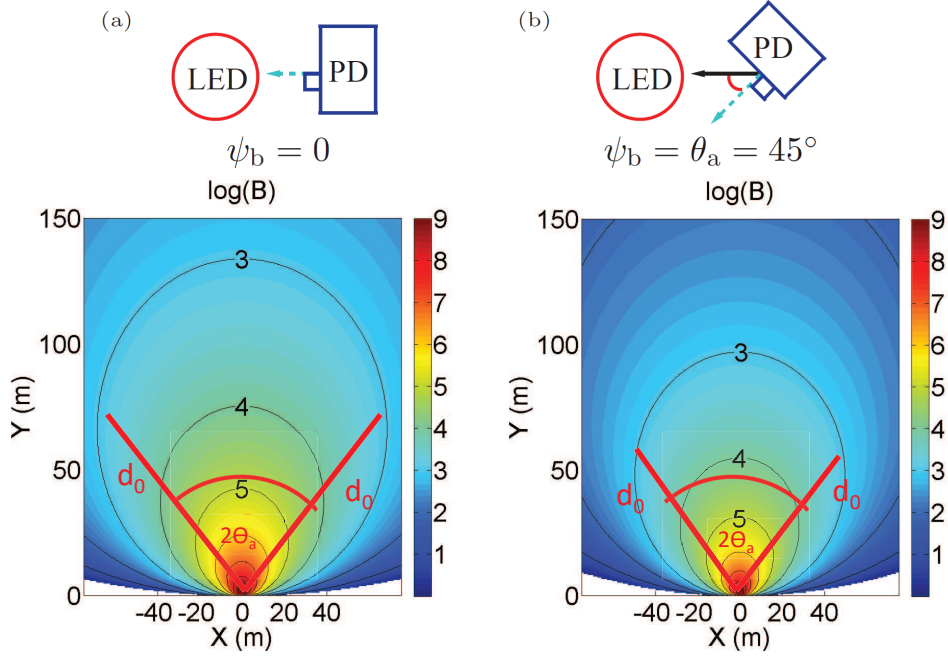 (a)
LED
PD
ψb = 0
log(B)
150
100
50
0
Y (m)
-40 -20 0 20 40
X (m)
3
4
5
d0
d0
2Θa
9
8
7
6
5
4
3
2
1
(b)
LED
PD
ψb = θa = 45°
log(B)
150
100
50
0
Y (m)
-40 -20 0 20 40
X (m)
3
4
5
d0
d0
2Θa
9
8
7
6
5
4
3
2
1